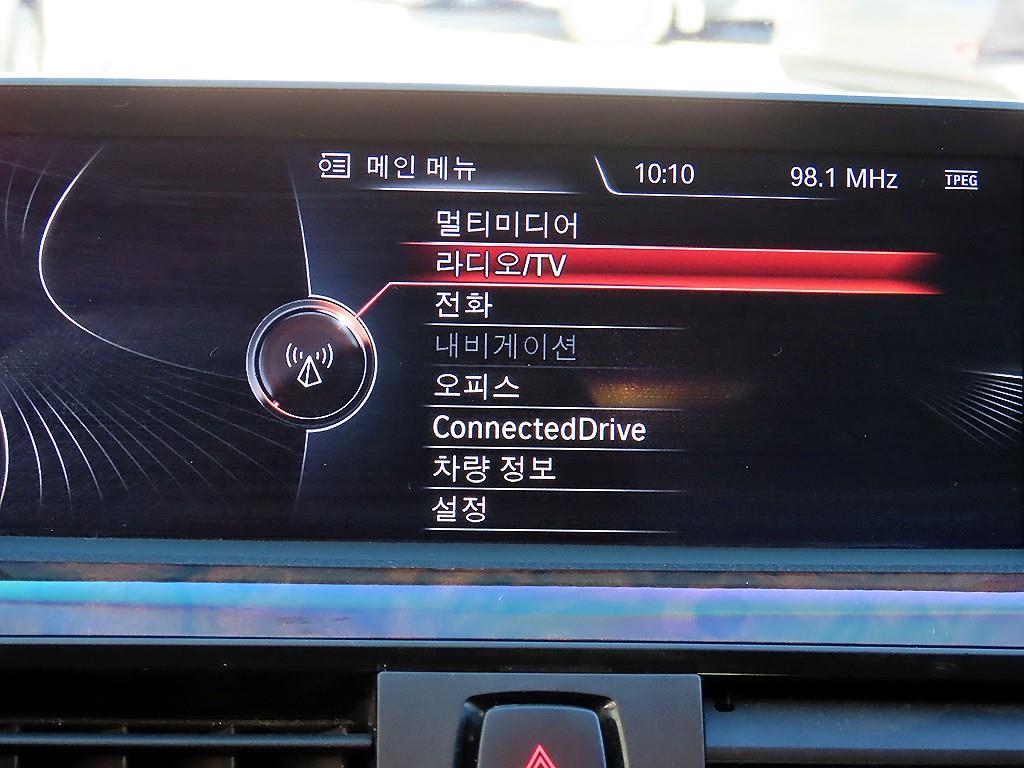 메인 메뉴 10:10 98.1 MHz TPEG
멀티미디어
라디오/TV
전화
내비게이션
오피스
ConnectedDrive
차량 정보
설정